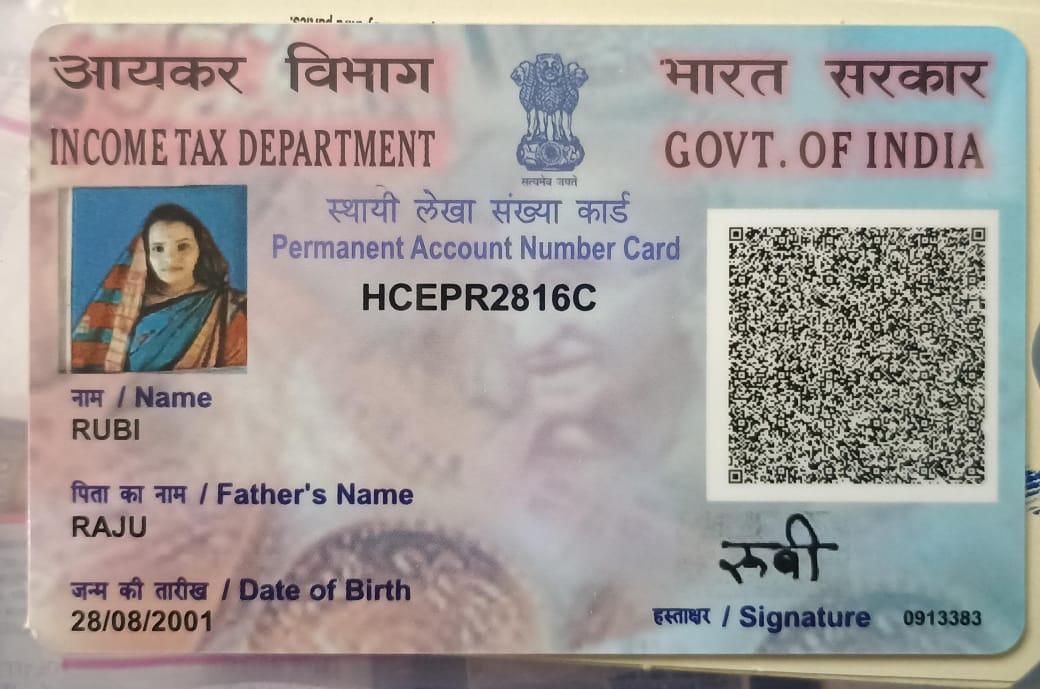 आयकर विभाग
INCOME TAX DEPARTMENT
भारत सरकार
GOVT. OF INDIA
सत्यमेव जयते
स्थायी लेखा संख्या कार्ड
Permanent Account Number Card
HCEPR2816C
नाम / Name
RUBI
पिता का नाम / Father's Name
RAJU
जन्म की तारीख / Date of Birth
28/08/2001
रुबी
हस्ताक्षर / Signature 0913383